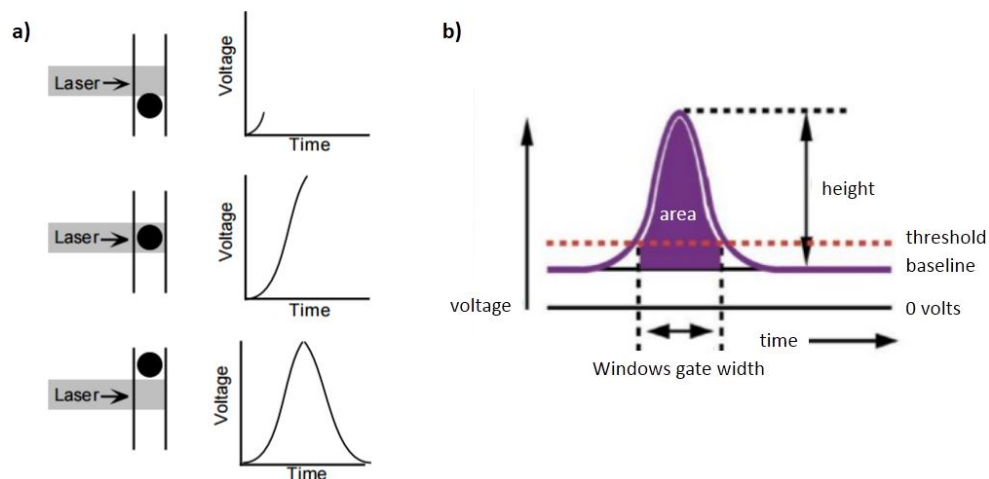 a)
Laser
Voltage
Time
Laser
Voltage
Time
Laser
Voltage
Time
b)
height
area
threshold
baseline
voltage
0 volts
time
Windows gate width